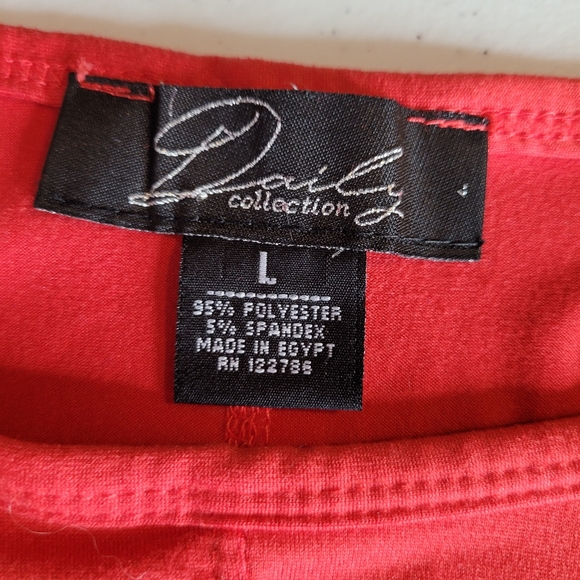 Daily
collection
L
95% POLYESTER
5% SPANDEX
MADE IN EGYPT
RN 122786